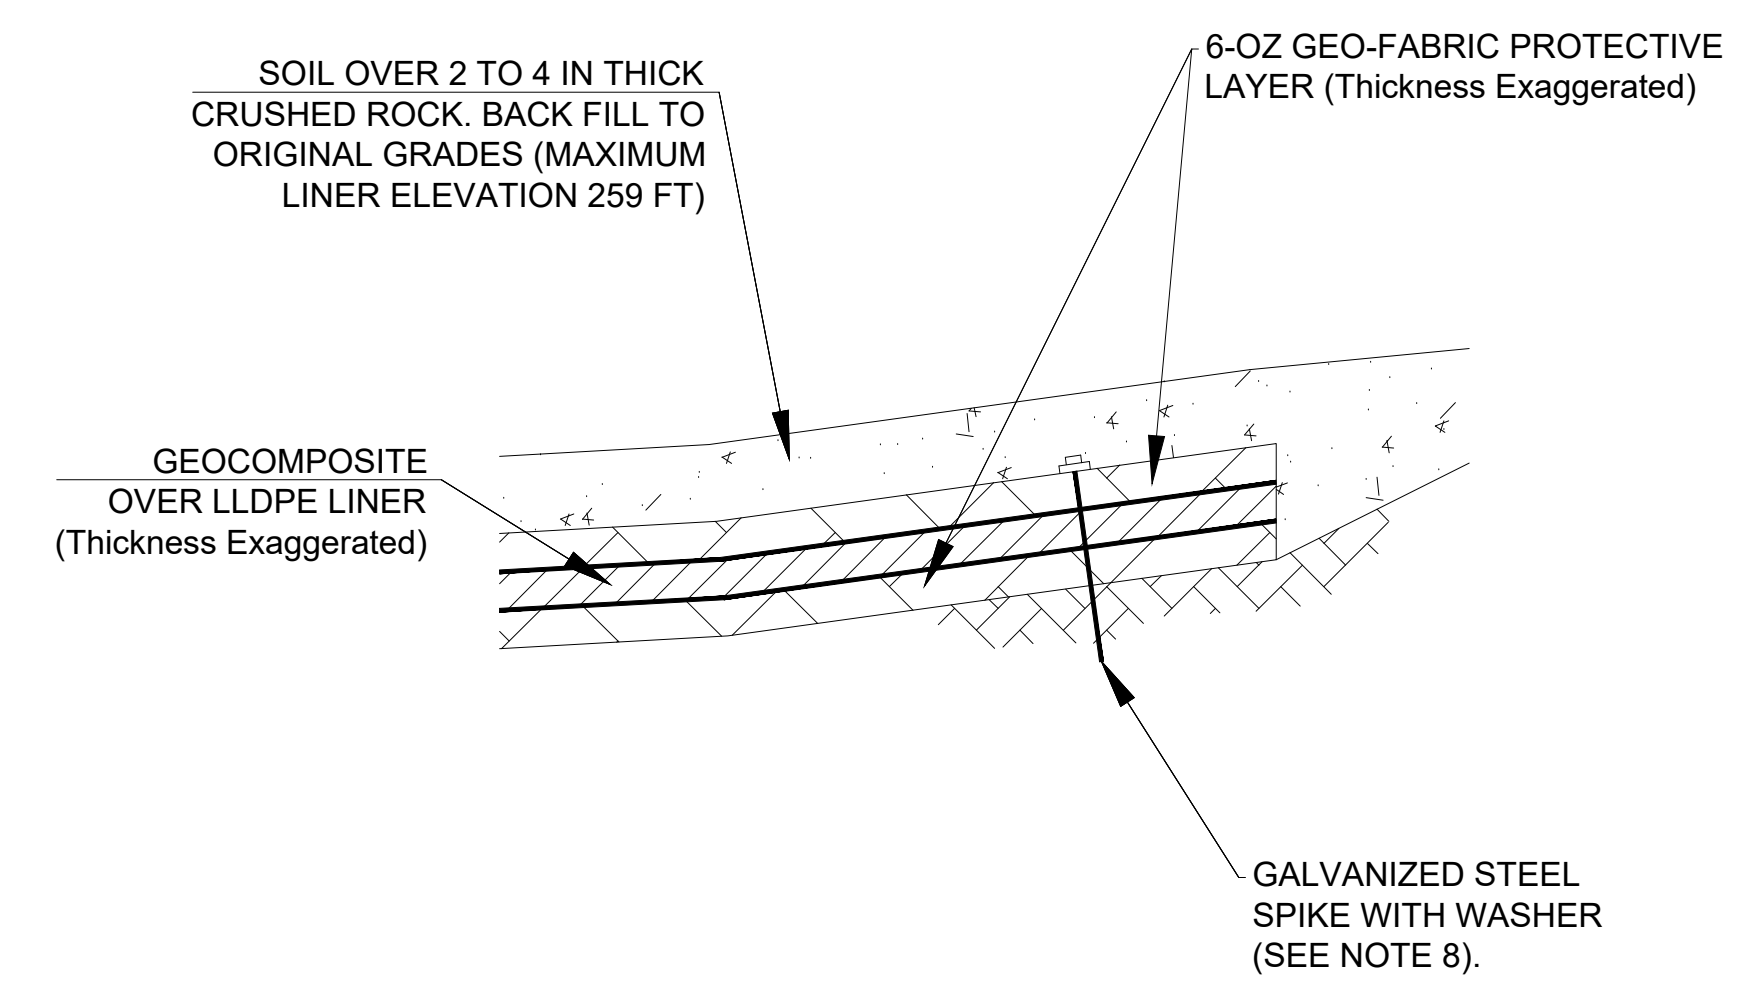 SOIL OVER 2 TO 4 IN THICK
CRUSHED ROCK. BACK FILL TO
ORIGINAL GRADES (MAXIMUM
LINER ELEVATION 259 FT)
6-OZ GEO-FABRIC PROTECTIVE
LAYER (Thickness Exaggerated)
GEOCOMPOSITE
OVER LLDPE LINER
(Thickness Exaggerated)
GALVANIZED STEEL
SPIKE WITH WASHER
(SEE NOTE 8).